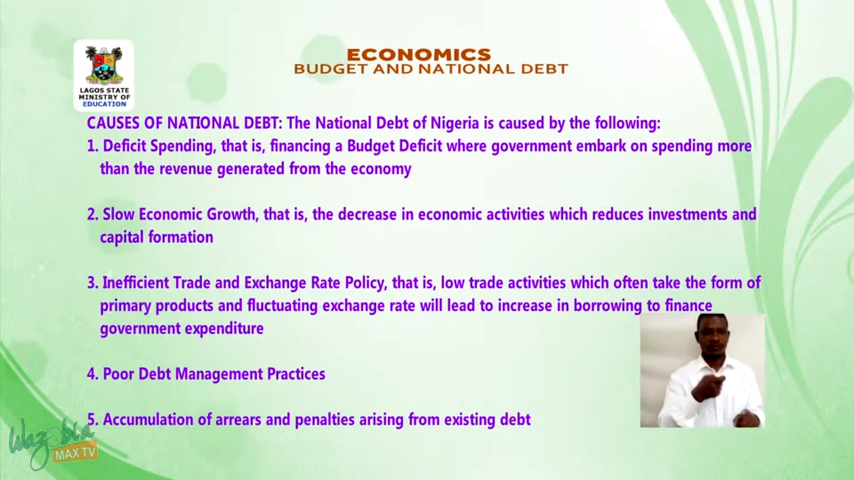 LAGOS STATE
MINISTRY OF
EDUCATION
ECONOMICS
BUDGET AND NATIONAL DEBT
CAUSES OF NATIONAL DEBT: The National Debt of Nigeria is caused by the following:
1. Deficit Spending, that is, financing a Budget Deficit where government embark on spending more
than the revenue generated from the economy
2. Slow Economic Growth, that is, the decrease in economic activities which reduces investments and
capital formation
3. Inefficient Trade and Exchange Rate Policy, that is, low trade activities which often take the form of
primary products and fluctuating exchange rate will lead to increase in borrowing to finance
government expenditure
4. Poor Debt Management Practices
5. Accumulation of arrears and penalties arising from existing debt
Wazobia
MAX TV